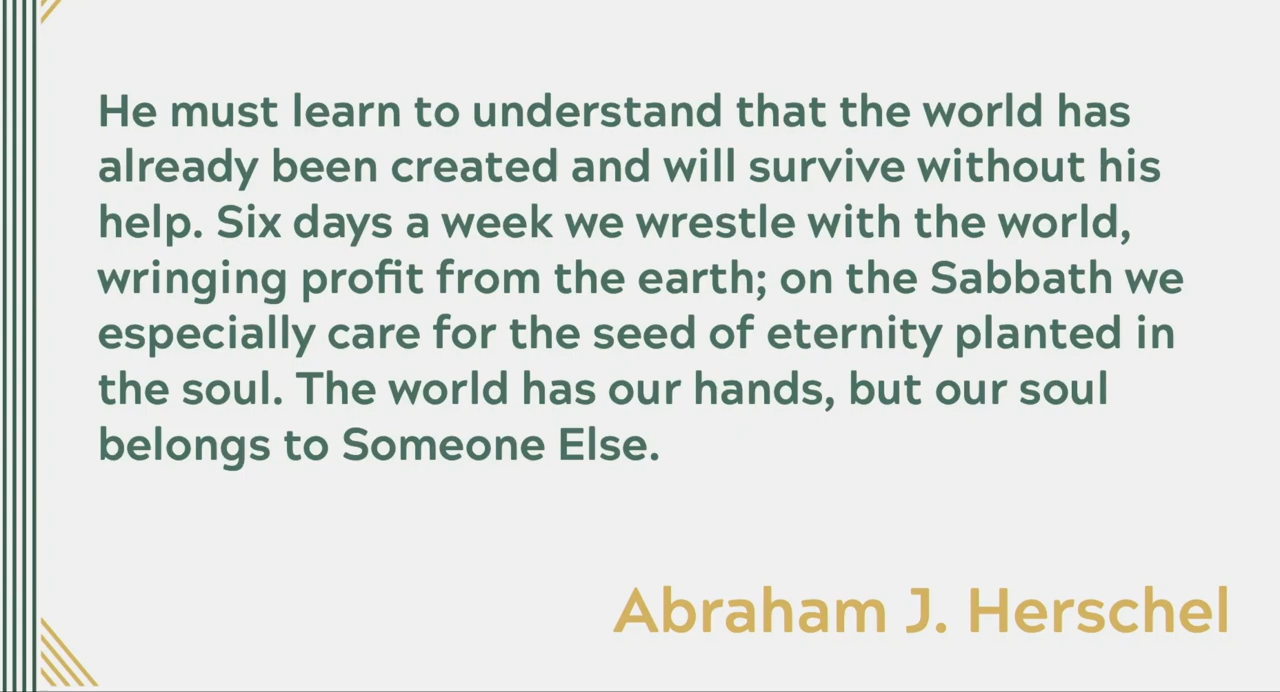 He must learn to understand that the world has
already been created and will survive without his
help. Six days a week we wrestle with the world,
wringing profit from the earth; on the Sabbath we
especially care for the seed of eternity planted in
the soul. The world has our hands, but our soul
belongs to Someone Else.
Abraham J. Herschel